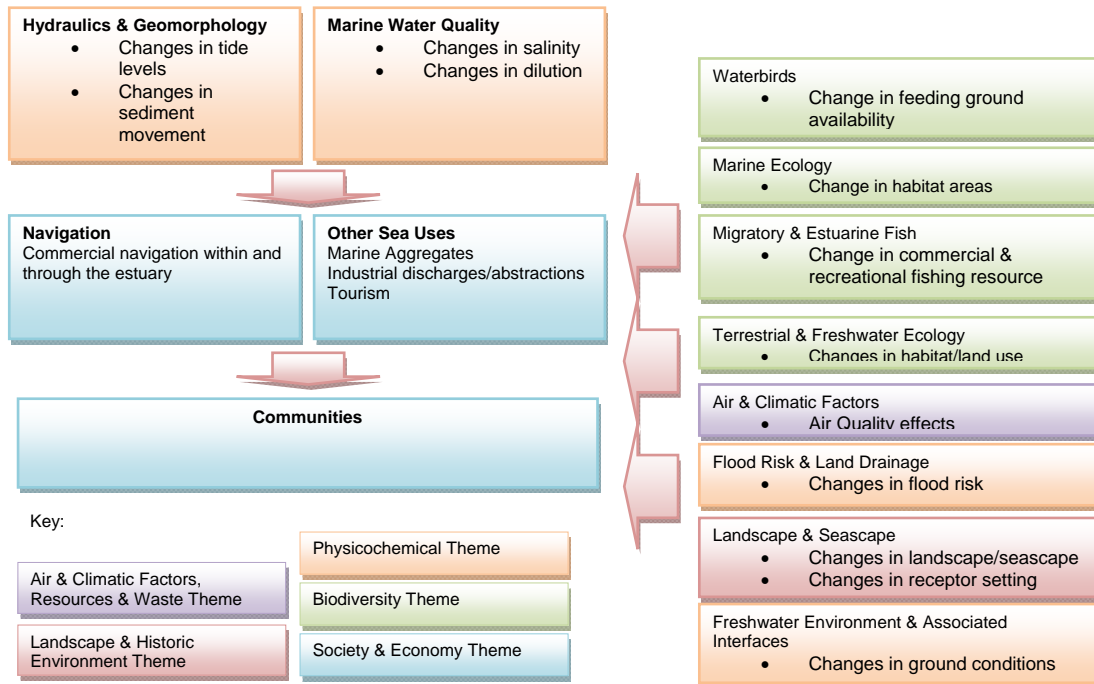 Hydraulics & Geomorphology
• Changes in tide
levels
• Changes in
sediment
movement
Marine Water Quality
• Changes in salinity
• Changes in dilution
Navigation
Commercial navigation within and
through the estuary
Other Sea Uses
Marine Aggregates
Industrial discharges/abstractions
Tourism
Communities
Waterbirds
• Change in feeding ground
availability
Marine Ecology
• Change in habitat areas
Migratory & Estuarine Fish
• Change in commercial &
recreational fishing resource
Terrestrial & Freshwater Ecology
• Changes in habitat/land use
Air & Climatic Factors
• Air Quality effects
Flood Risk & Land Drainage
• Changes in flood risk
Landscape & Seascape
• Changes in landscape/seascape
• Changes in receptor setting
Freshwater Environment & Associated
Interfaces
• Changes in ground conditions
Key:
Air & Climatic Factors,
Resources & Waste Theme
Landscape & Historic
Environment Theme
Physicochemical Theme
Biodiversity Theme
Society & Economy Theme